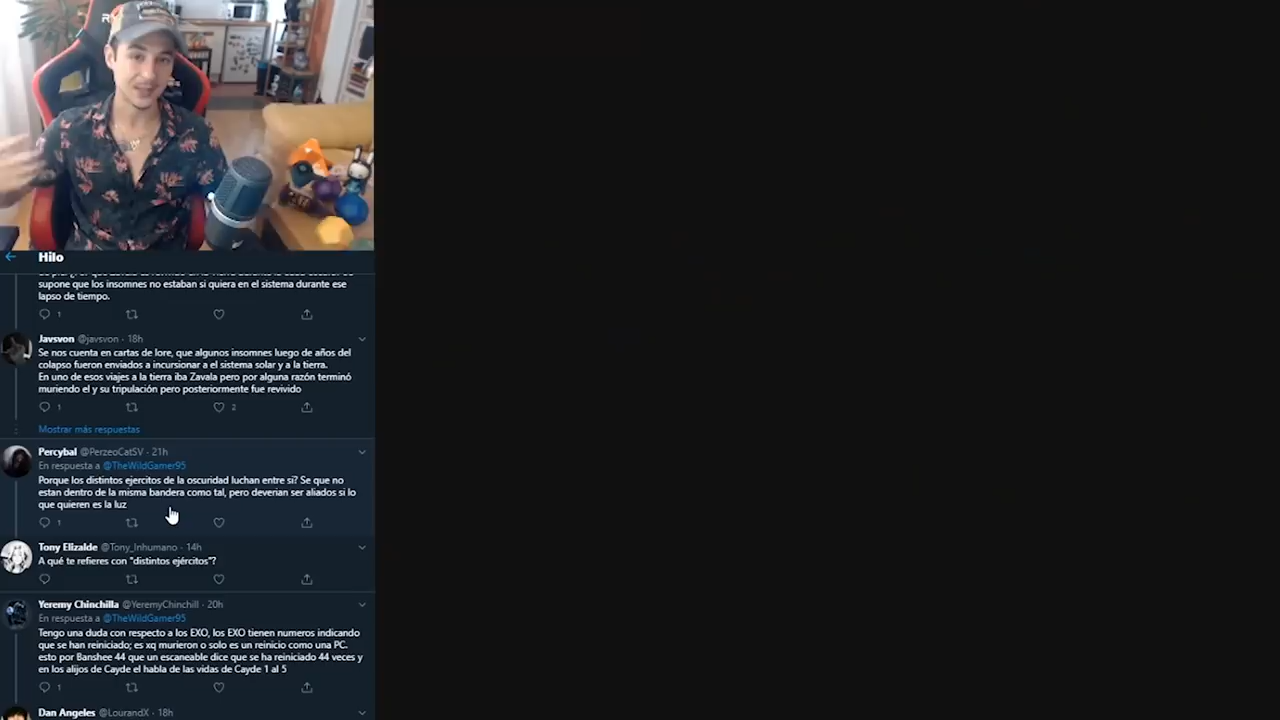 Hilo
supone que los insomnes no estaban si quiera en el sistema durante ese
lapso de tiempo.
1
Javsvon @javsvon · 18h
Se nos cuenta en cartas de lore, que algunos insomnes luego de años del
colapso fueron enviados a incursionar a el sistema solar y a la tierra.
En uno de esos viajes a la tierra iba Zavala pero por alguna razón terminó
muriendo el y su tripulación pero posteriormente fue revivido
1 2
Mostrar más respuestas
Percybal @PerzeoCatSV · 21h
En respuesta a @TheWildGamer95
Porque los distintos ejercitos de la oscuridad luchan entre si? Se que no
estan dentro de la misma bandera como tal, pero deverian ser aliados si lo
que quieren es la luz
1
Tony Elizalde @Tony_Inhumano · 14h
A qué te refieres con "distintos ejércitos"?
Yeremy Chinchilla @YeremyChinchill · 20h
En respuesta a @TheWildGamer95
Tengo una duda con respecto a los EXO, los EXO tienen numeros indicando
que se han reiniciado; es xq murieron o solo es un reinicio como una PC.
esto por Banshee 44 que un escaneable dice que se ha reiniciado 44 veces y
en los alijos de Cayde el habla de las vidas de Cayde 1 al 5
1
Dan Angeles @LourandX · 18h